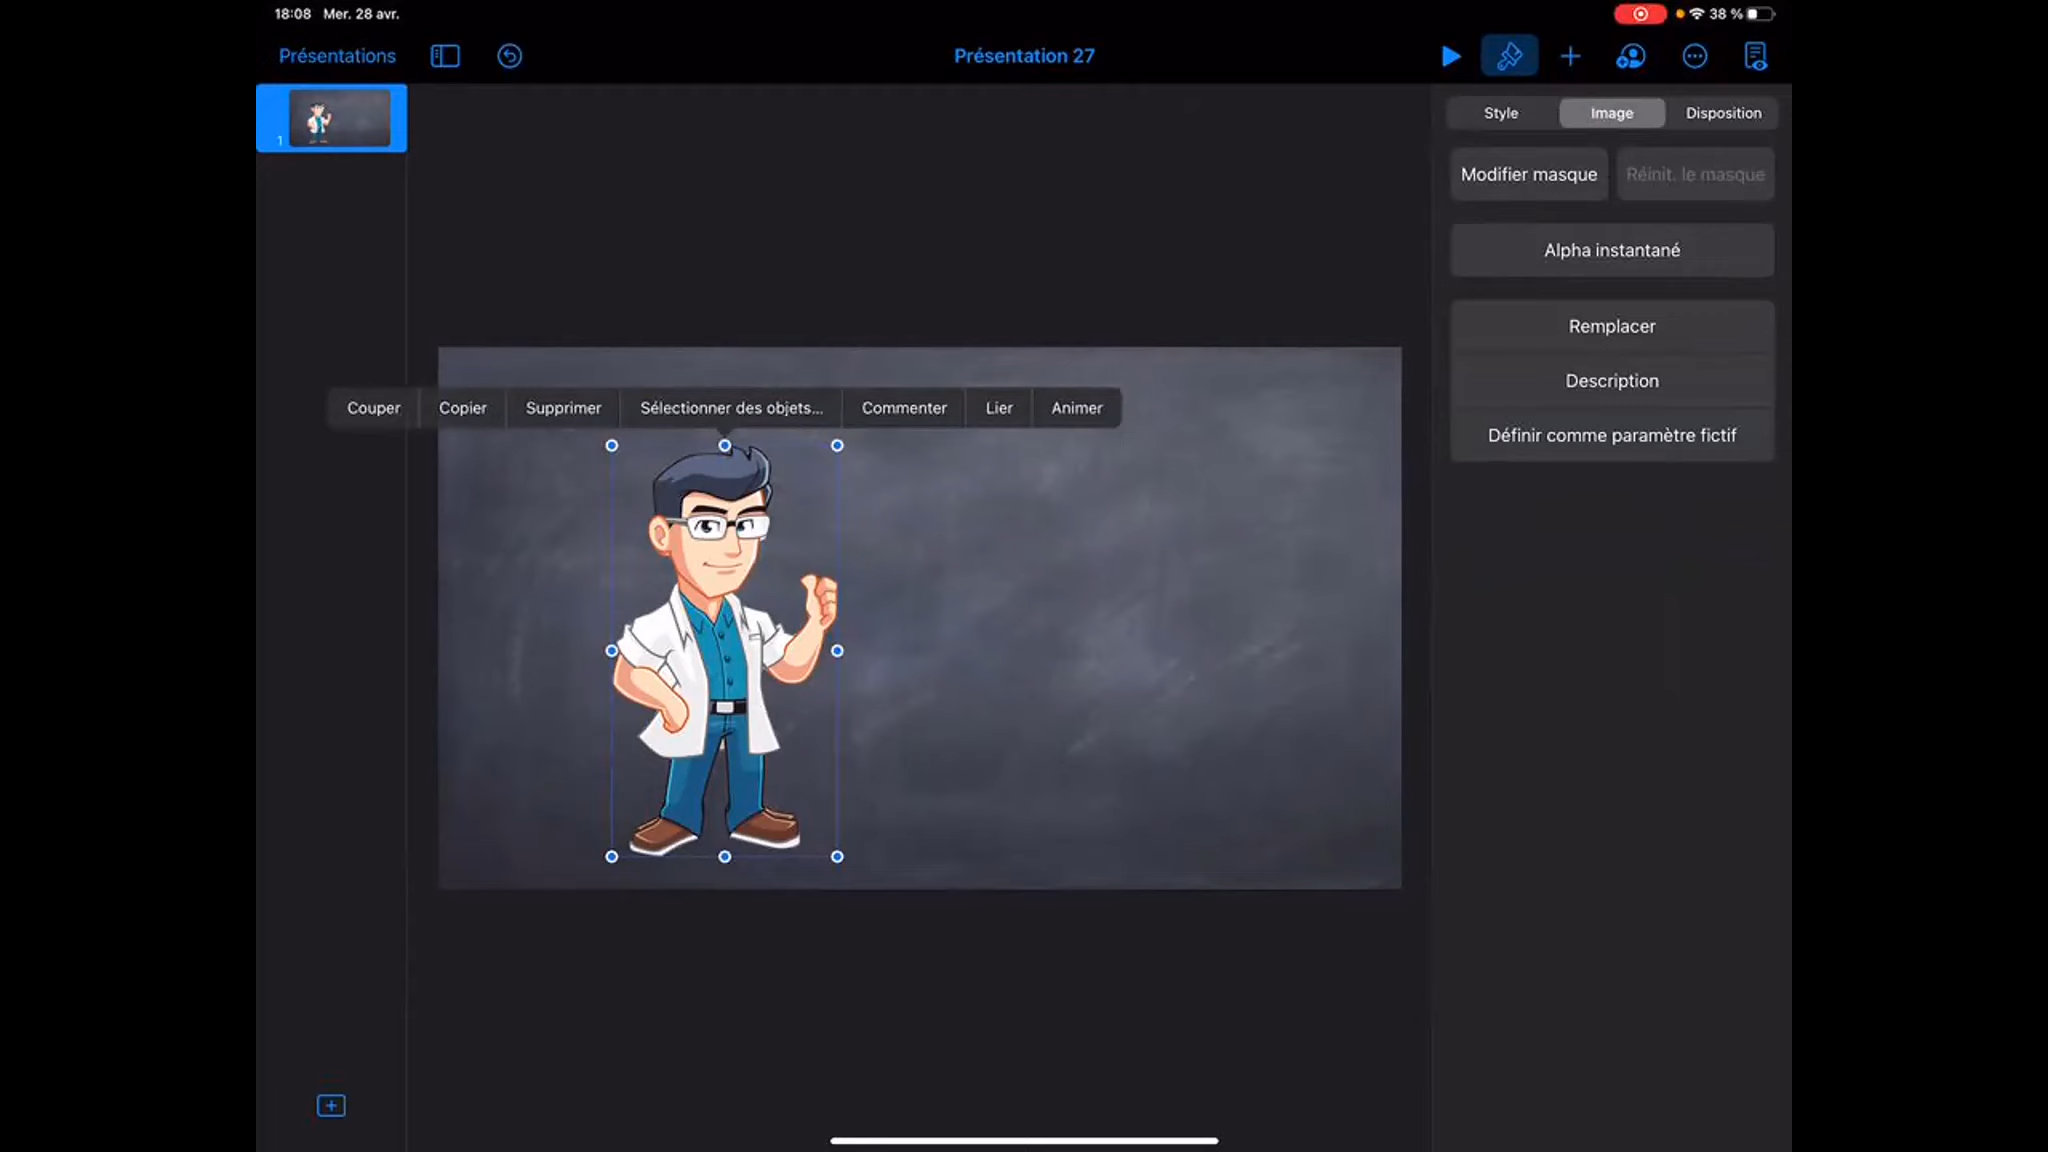 18:08 Mer. 28 avr.
38 %
Présentations
Présentation 27
1
Style
Image
Disposition
Modifier masque
Réinit. le masque
Alpha instantané
Remplacer
Description
Définir comme paramètre fictif
Couper
Copier
Supprimer
Sélectionner des objets...
Commenter
Lier
Animer